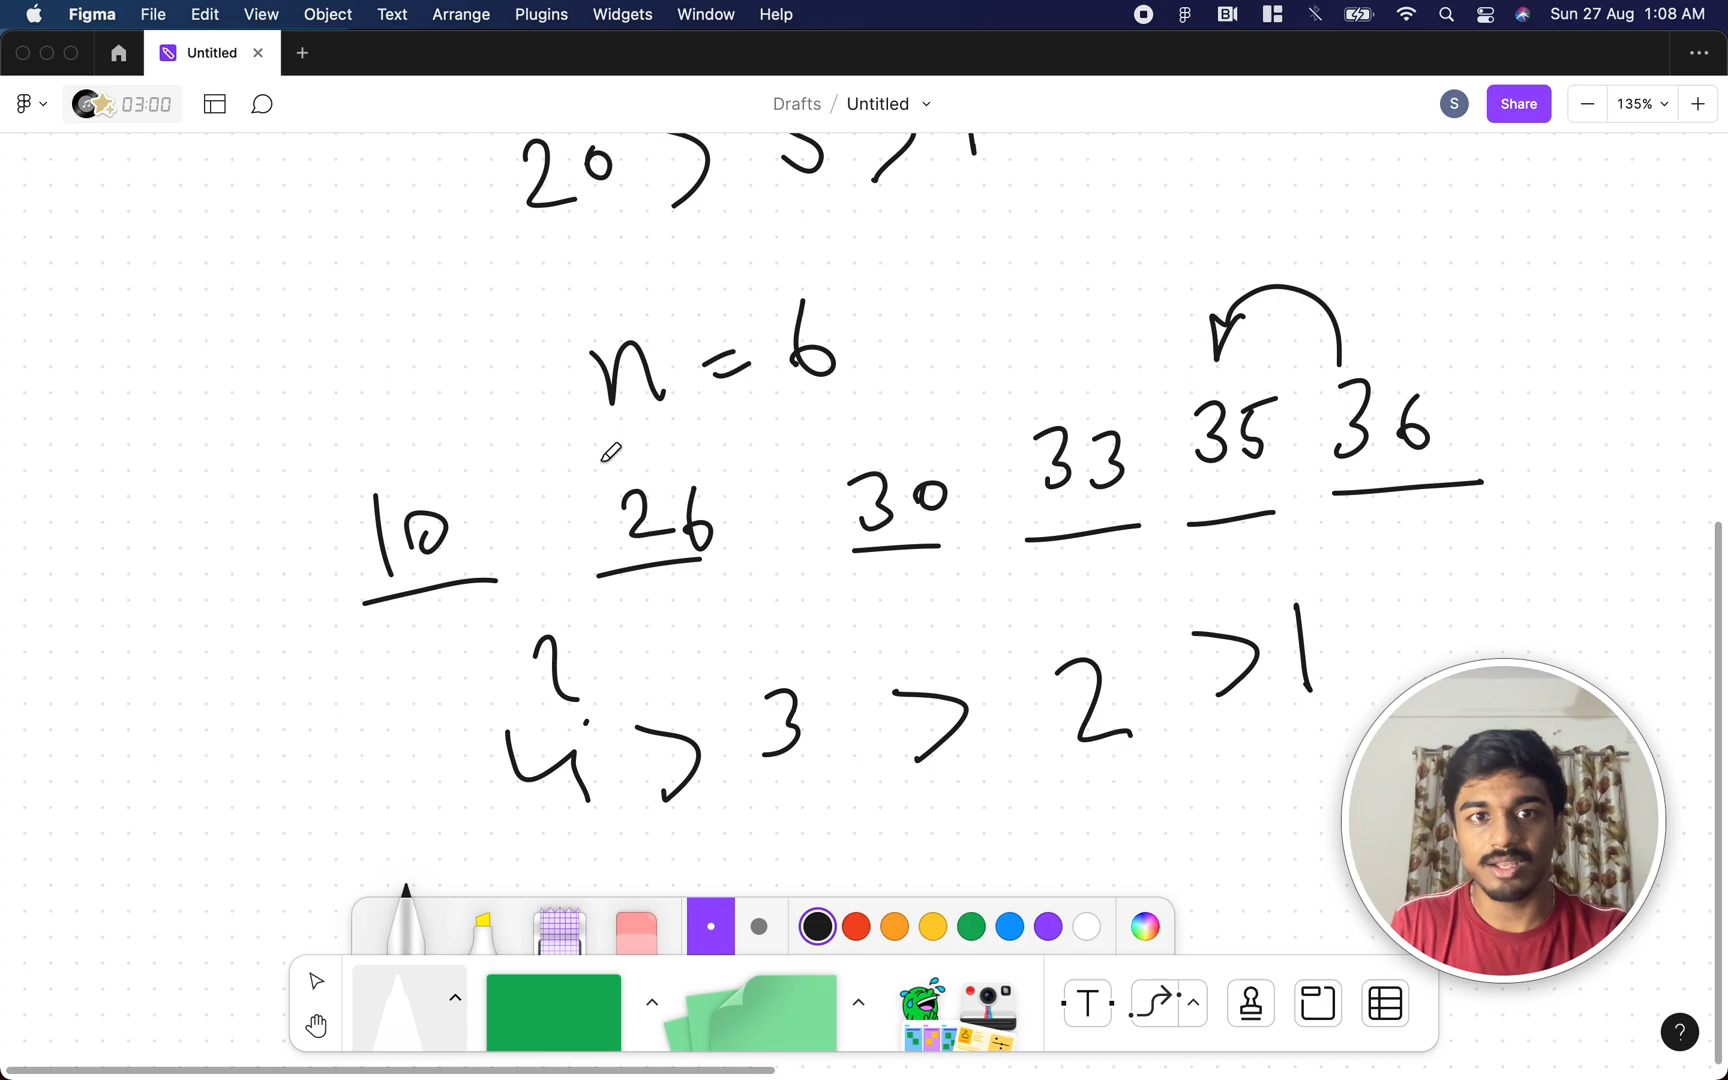 Figma File Edit View Object Text Arrange Plugins Widgets Window Help Sun 27 Aug 1:08 AM
Untitled
03:00 Drafts / Untitled S Share 135%
20 > 5 > 1
n = 6
10 26 30 33 35 36
2
4 > 3 > 2 > 1
T
?